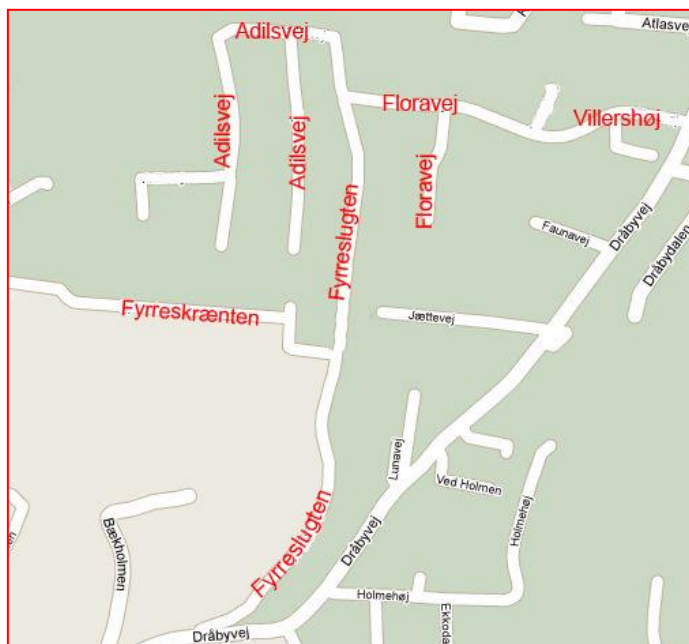 Atlasvej
Adilsvej
Floravej
Villershøj
Adilsvej
Adilsvej
Floravej
Fyrreslugten
Faunavej
Dråbyvej
Dråbydalen
Fyrreskrænten
Jættevej
Lunavej
Ved Holmen
Fyrreslugten
Bækholmen
Dråbyvej
Holmehøj
Holmehøj
Dråbyvej